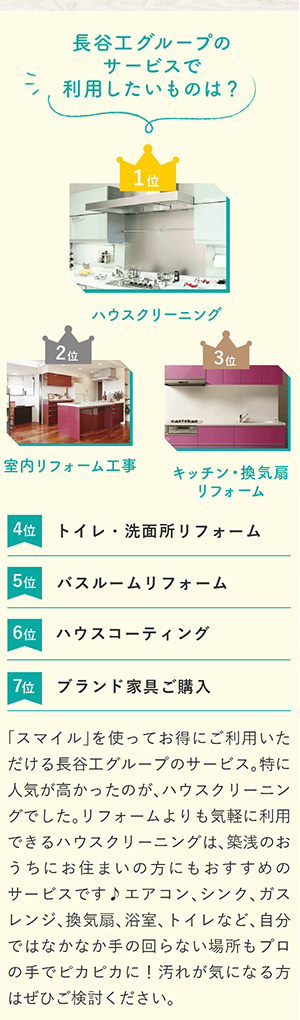 長谷工グループの
サービスで
利用したいものは？
1位
ハウスクリーニング
2位
室内リフォーム工事
3位
キッチン・換気扇
リフォーム
4位 トイレ・洗面所リフォーム
5位 バスルームリフォーム
6位 ハウスコーティング
7位 ブランド家具ご購入
「スマイル」を使ってお得にご利用いた
だける長谷工グループのサービス。特に
人気が高かったのが、ハウスクリーニン
グでした。リフォームよりも気軽に利用
できるハウスクリーニングは、築浅のお
うちにお住まいの方にもおすすめの
サービスです♪エアコン、シンク、ガス
レンジ、換気扇、浴室、トイレなど、自分
ではなかなか手の回らない場所もプロ
の手でピカピカに！汚れが気になる方
はぜひご検討ください。